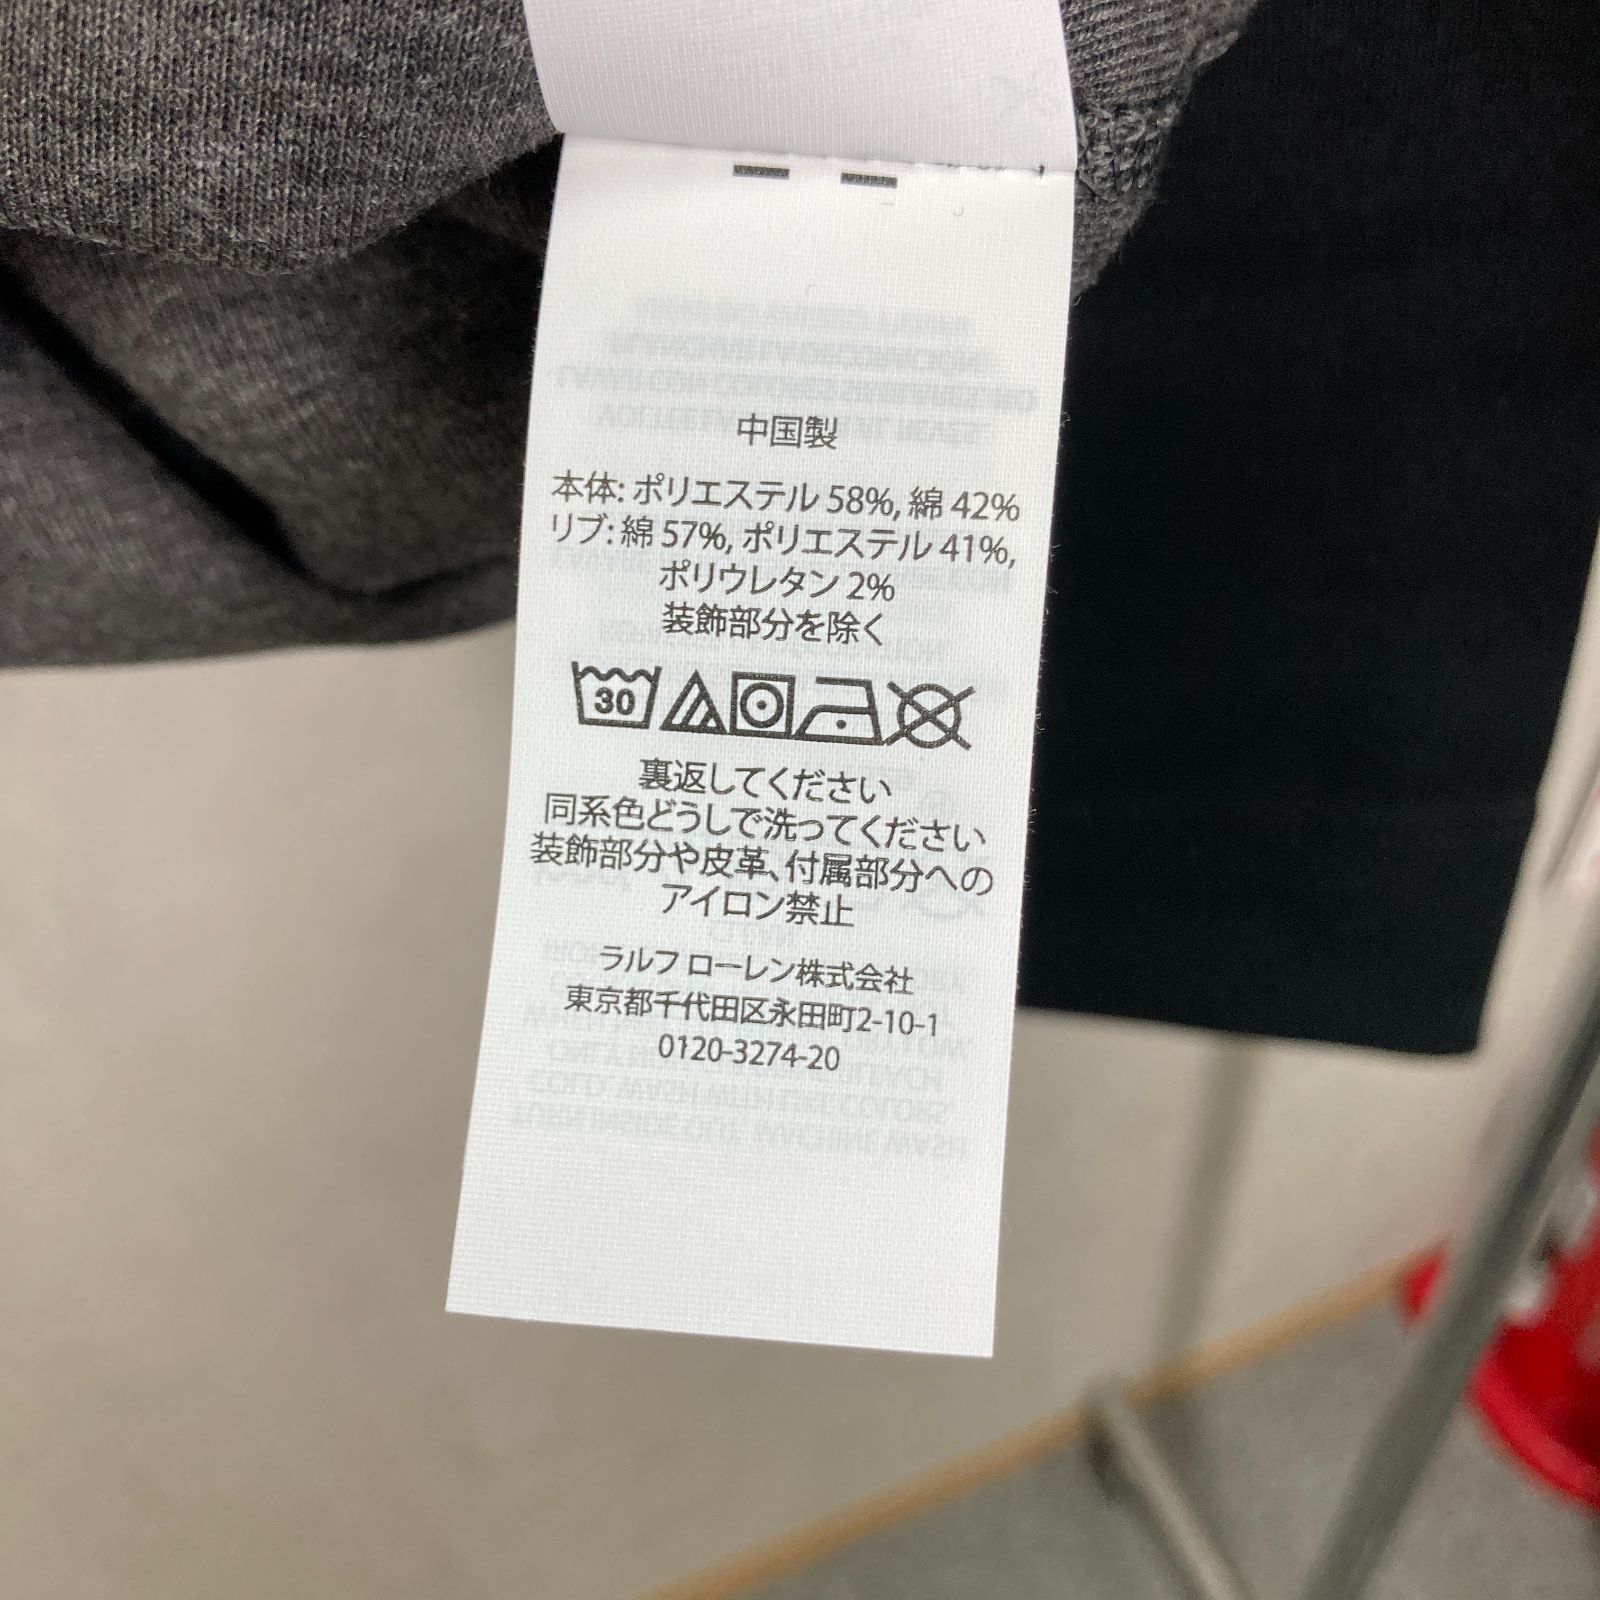 中国製
本体: ポリエステル 58%, 綿 42%
リブ: 綿 57%, ポリエステル 41%,
ポリウレタン 2%
装飾部分を除く
30
裏返してください
同系色どうしで洗ってください
装飾部分や皮革、付属部分への
アイロン禁止
ラルフ ローレン株式会社
東京都千代田区永田町2-10-1
0120-3274-20